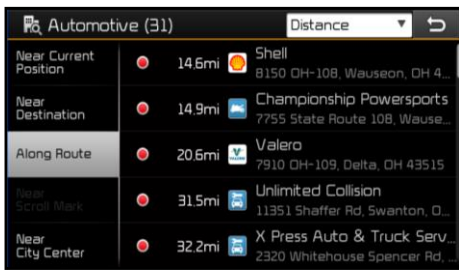 Automotive (31)
Distance
Near Current
Position
Near
Destination
Along Route
Near
Scroll Mark
Near
City Center
14.6mi Shell
8150 OH-108, Wauseon, OH 4...
14.9mi Championship Powersports
7755 State Route 108, Wause...
20.6mi Valero
7910 OH-109, Delta, OH 43515
31.5mi Unlimited Collision
11351 Shaffer Rd, Swanton, O...
32.2mi X Press Auto & Truck Serv...
2320 Whitehouse Spencer Rd, ...